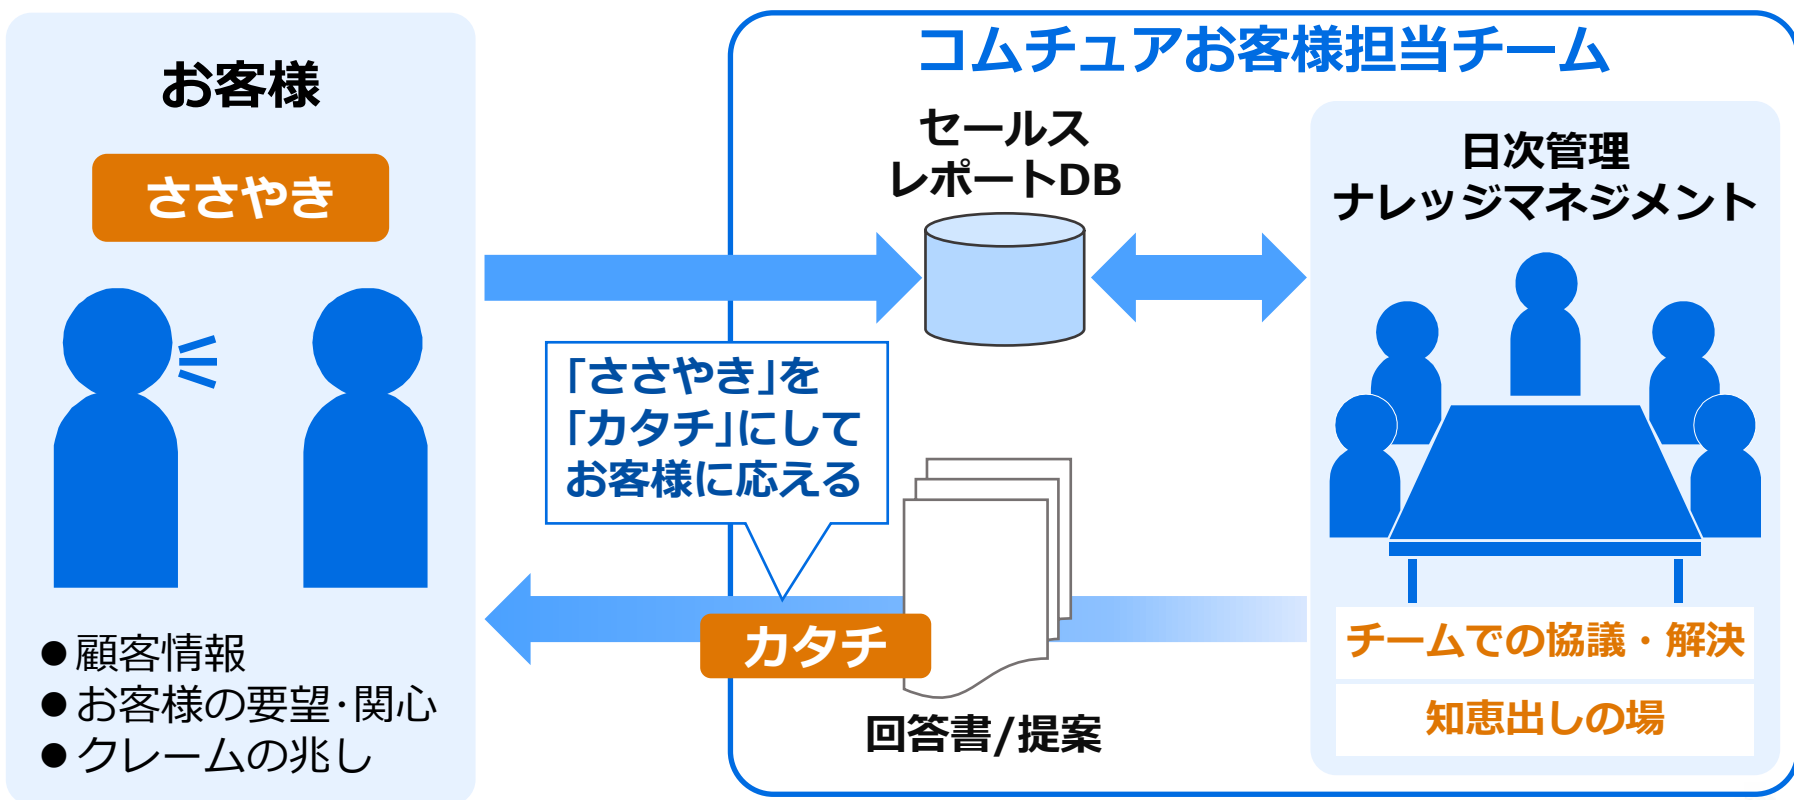 お客様
ささやき
●顧客情報
●お客様の要望・関心
●クレームの兆し
コムチュアお客様担当チーム
セールス
レポートDB
「ささやき」を
「カタチ」にして
お客様に応える
カタチ
回答書/提案
日次管理
ナレッジマネジメント
チームでの協議・解決
知恵出しの場